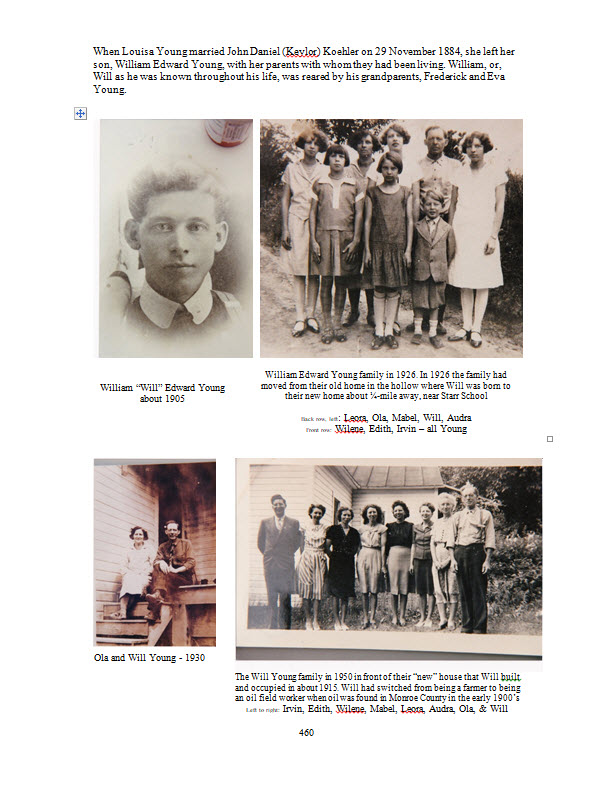 When Louisa Young married John Daniel (Keylor) Koehler on 29 November 1884, she left her
son, William Edward Young, with her parents with whom they had been living. William, or,
Will as he was known throughout his life, was reared by his grandparents, Frederick and Eva
Young.
William “Will” Edward Young
about 1905
William Edward Young family in 1926. In 1926 the family had
moved from their old home in the hollow where Will was born to
their new home about ¼-mile away, near Starr School
Back row, left: Leora, Ola, Mabel, Will, Audra
Front row: Wilene, Edith, Irvin – all Young
Ola and Will Young - 1930
The Will Young family in 1950 in front of their “new” house that Will built
and occupied in about 1915. Will had switched from being a farmer to being
an oil field worker when oil was found in Monroe County in the early 1900’s
Left to right: Irvin, Edith, Wilene, Mabel, Leora, Audra, Ola, & Will
460